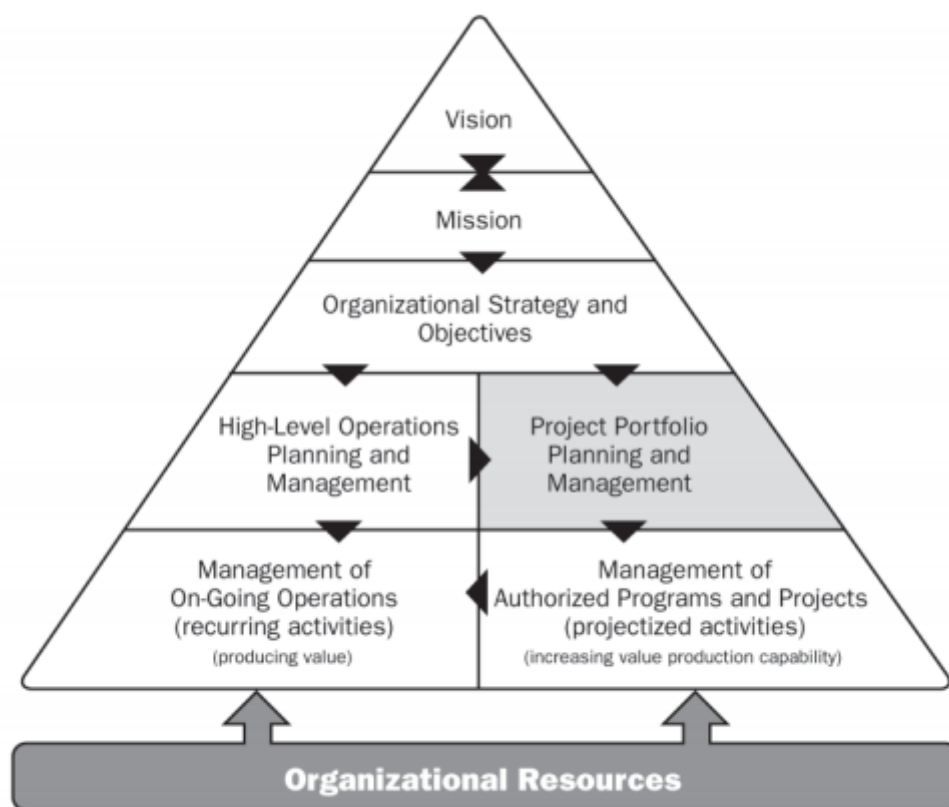 Vision
Mission
Organizational Strategy and
Objectives
High-Level Operations
Planning and
Management
Project Portfolio
Planning and
Management
Management of
On-Going Operations
(recurring activities)
(producing value)
Management of
Authorized Programs and Projects
(projectized activities)
(increasing value production capability)
Organizational Resources